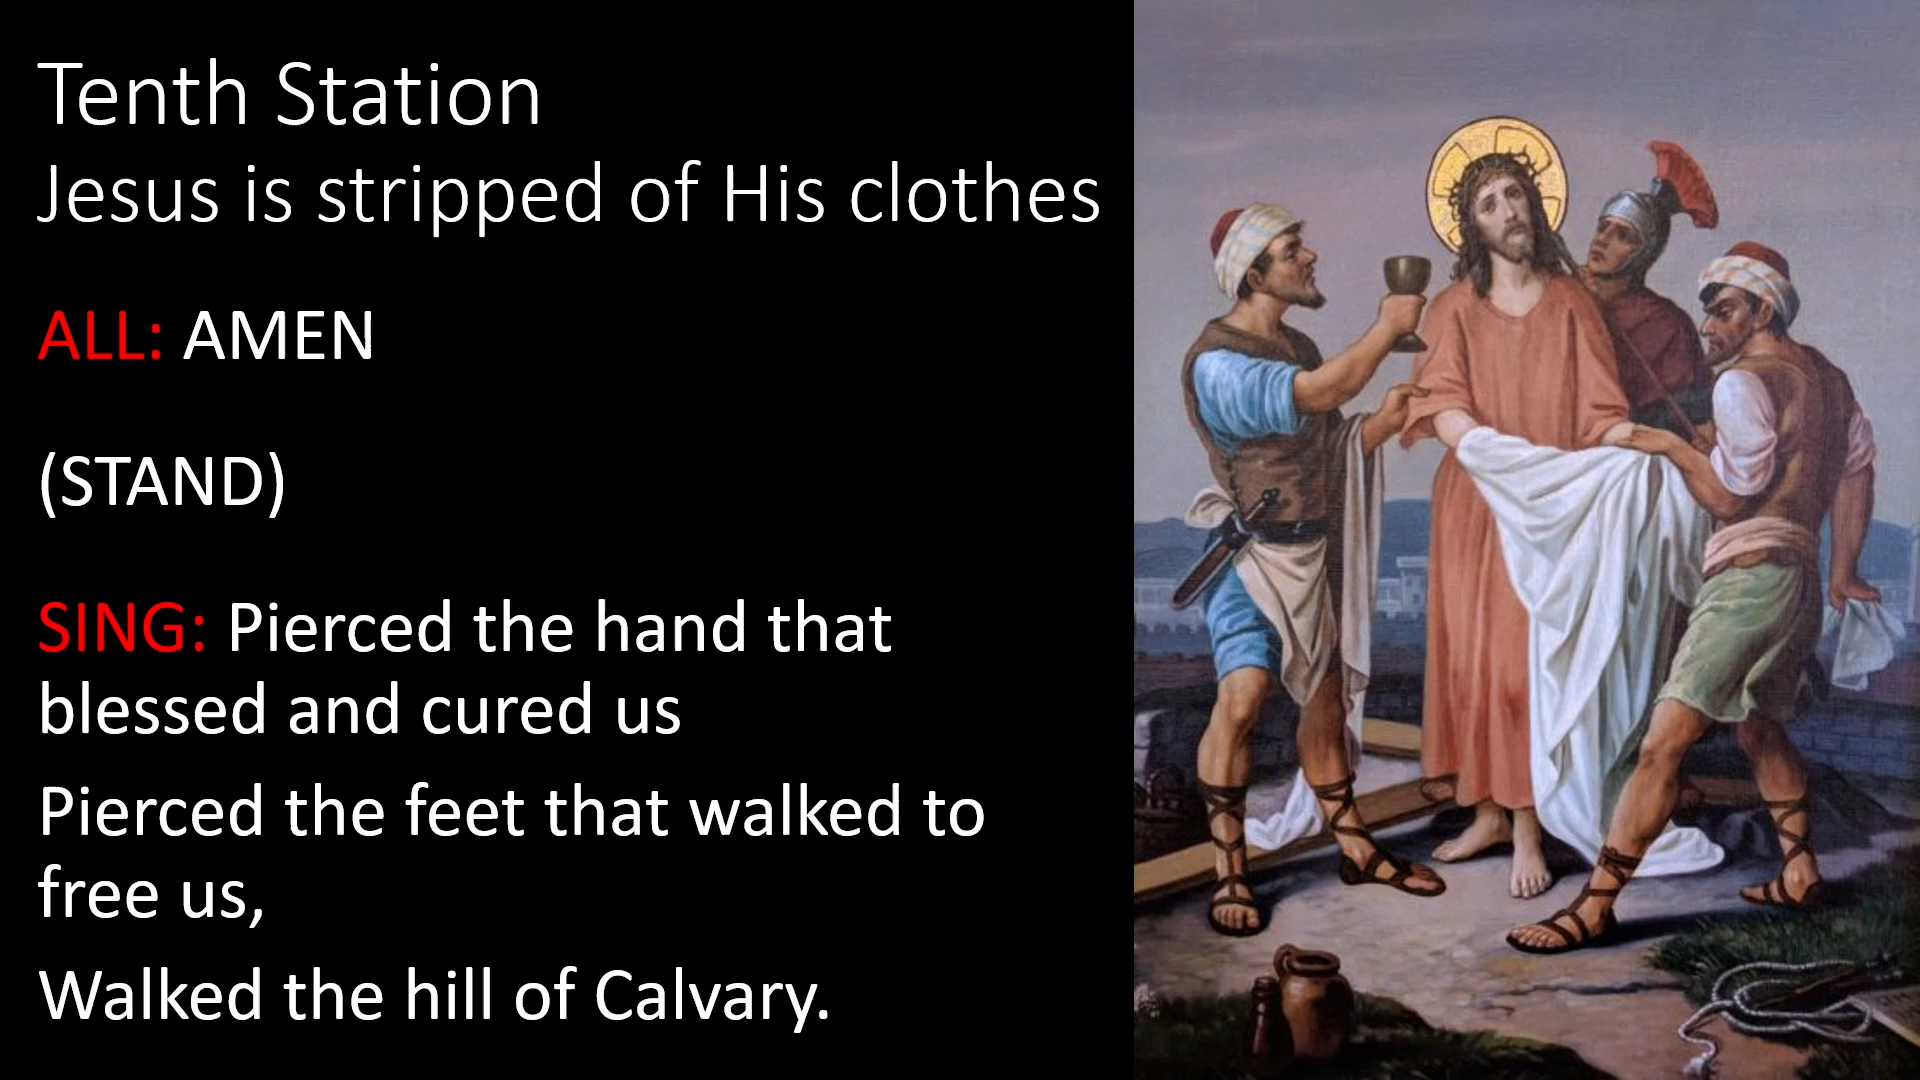 Tenth Station
Jesus is stripped of His clothes
ALL: AMEN
(STAND)
SING: Pierced the hand that
blessed and cured us
Pierced the feet that walked to
free us,
Walked the hill of Calvary.